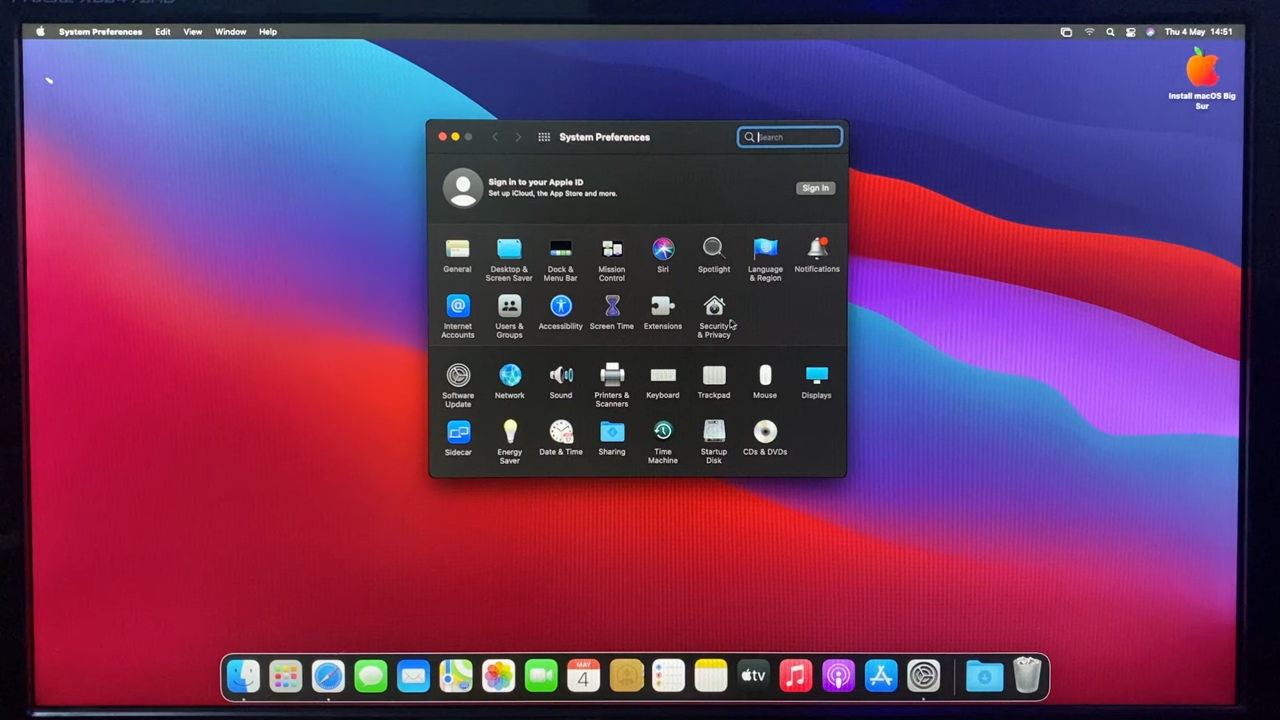 System Preferences Edit View Window Help
Thu 4 May 14:51
Install macOS Big
Sur
System Preferences
Search
Sign in to your Apple ID
Set up iCloud, the App Store and more.
Sign In
General
Desktop &
Screen Saver
Dock &
Menu Bar
Mission
Control
Siri
Spotlight
Language
& Region
Notifications
Internet
Accounts
Users &
Groups
Accessibility
Screen Time
Extensions
Security
& Privacy
Software
Update
Network
Sound
Printers &
Scanners
Keyboard
Trackpad
Mouse
Displays
Sidecar
Energy
Saver
Date & Time
Sharing
Time
Machine
Startup
Disk
CDs & DVDs
MAY
4
tv